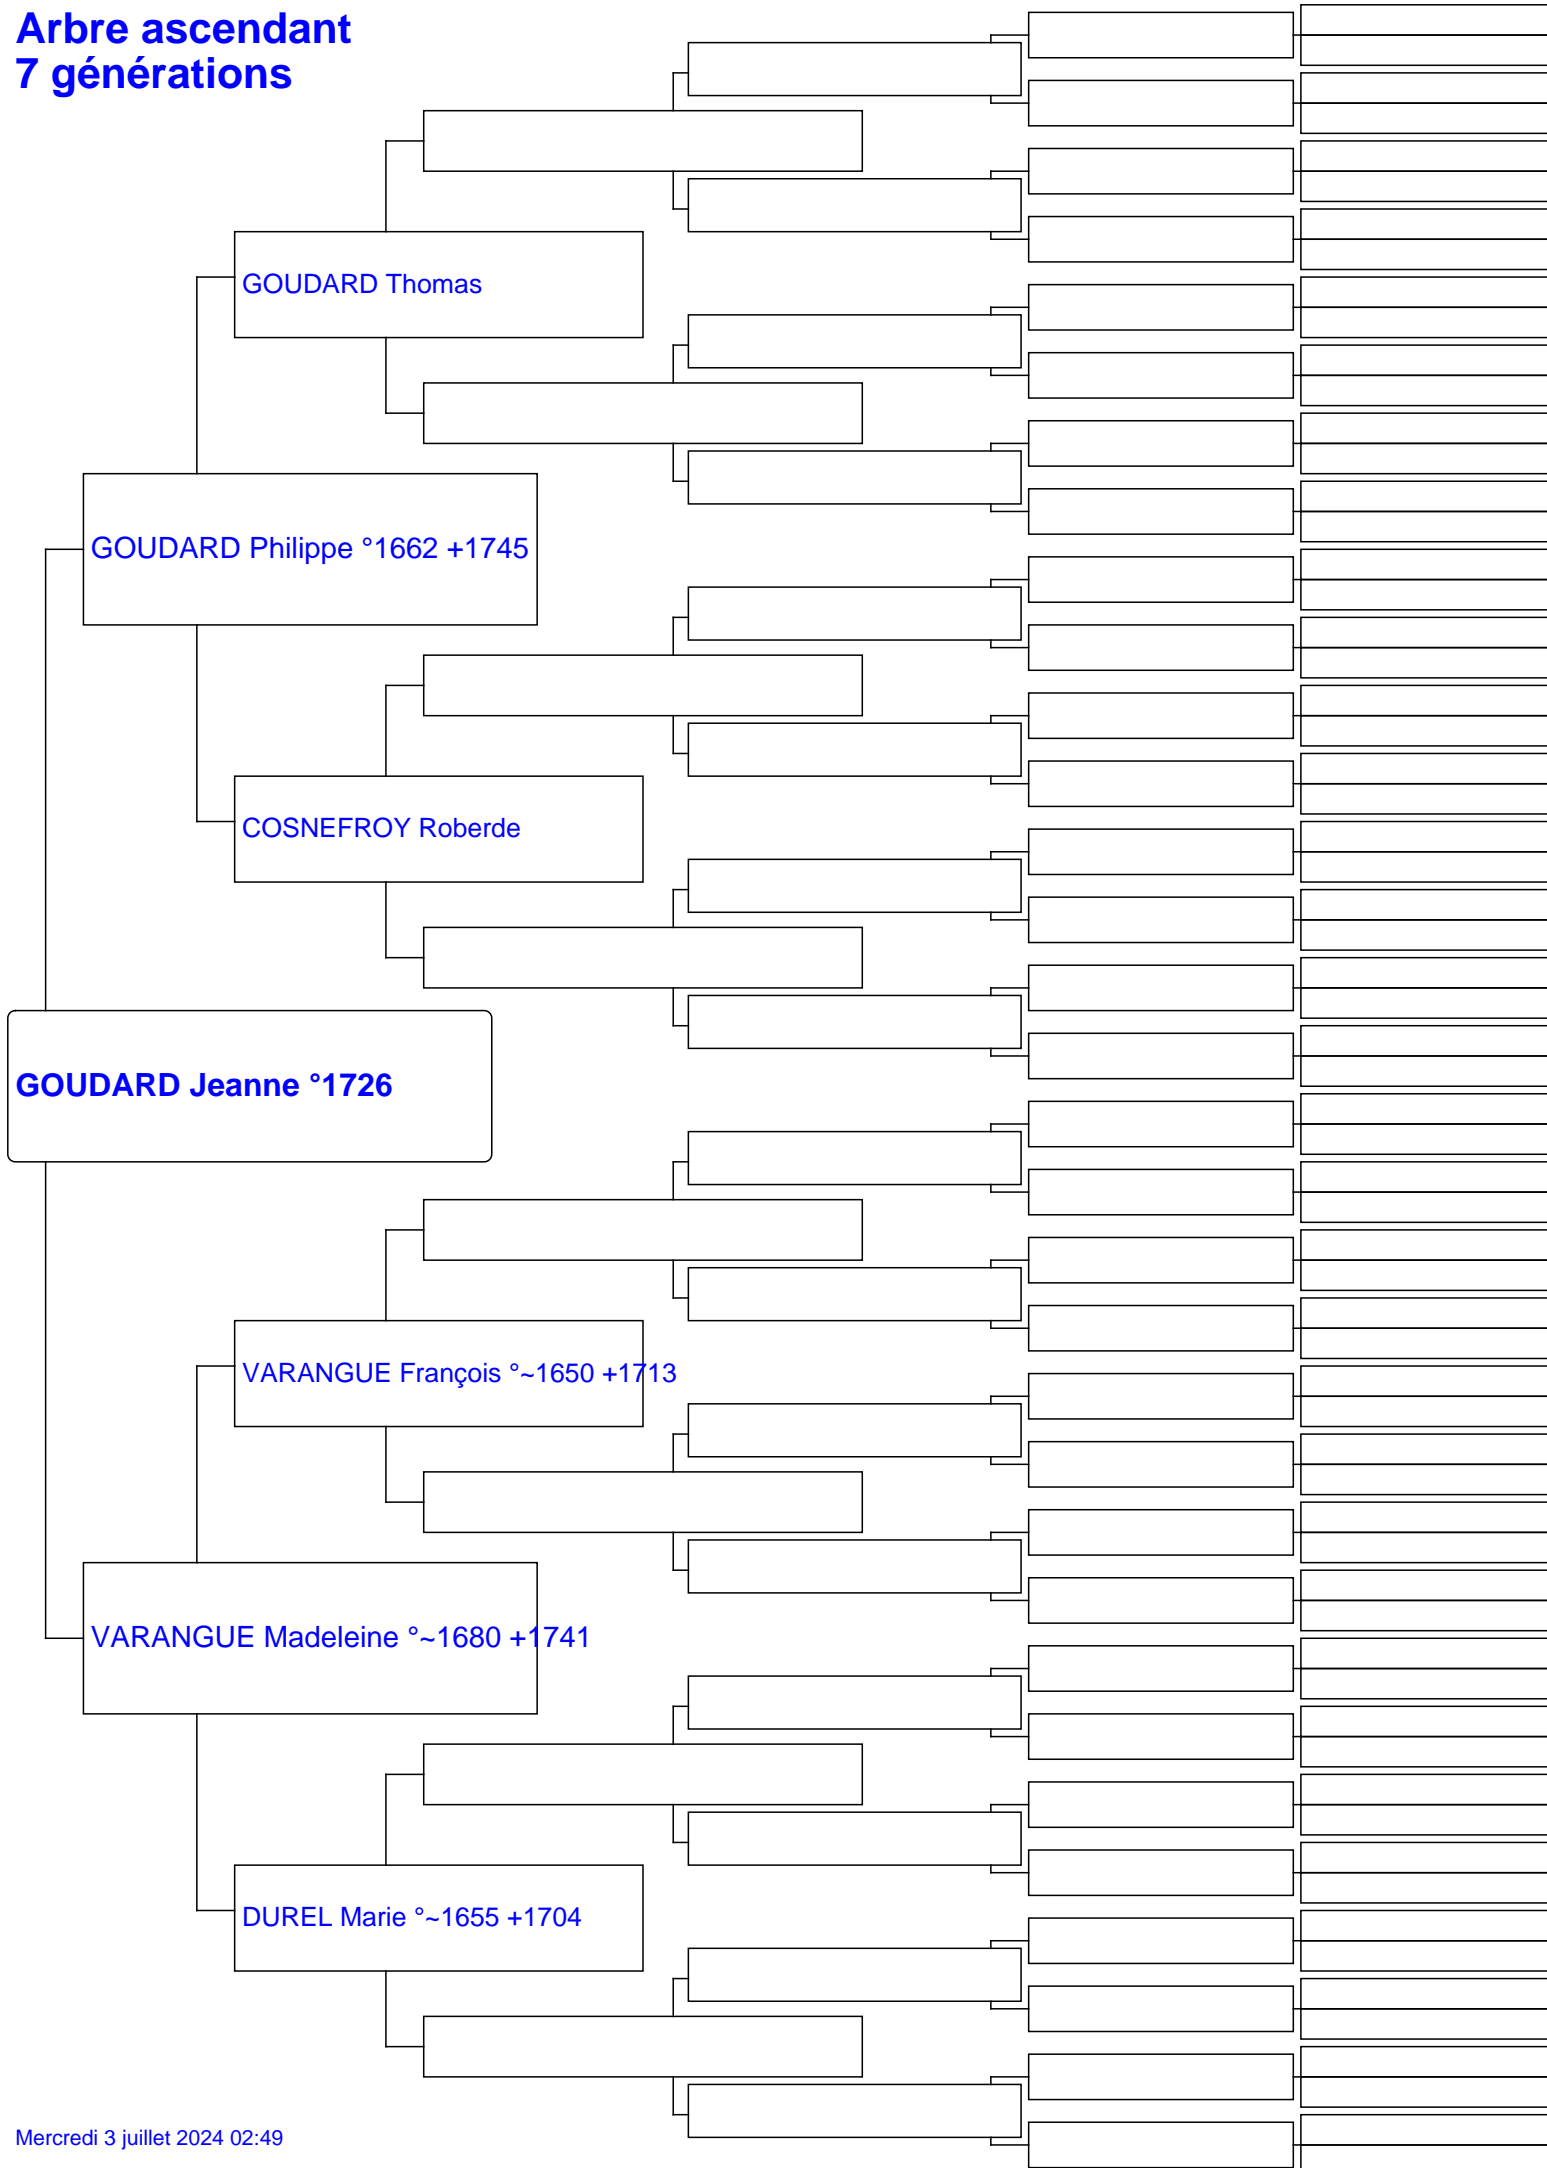 Arbre ascendant
7 générations
GOUDARD Thomas
GOUDARD Philippe °1662 +1745
COSNEFROY Roberde
GOUDARD Jeanne °1726
VARANGUE François °~1650 +1713
VARANGUE Madeleine °~1680 +1741
DUREL Marie °~1655 +1704
Mercredi 3 juillet 2024 02:49